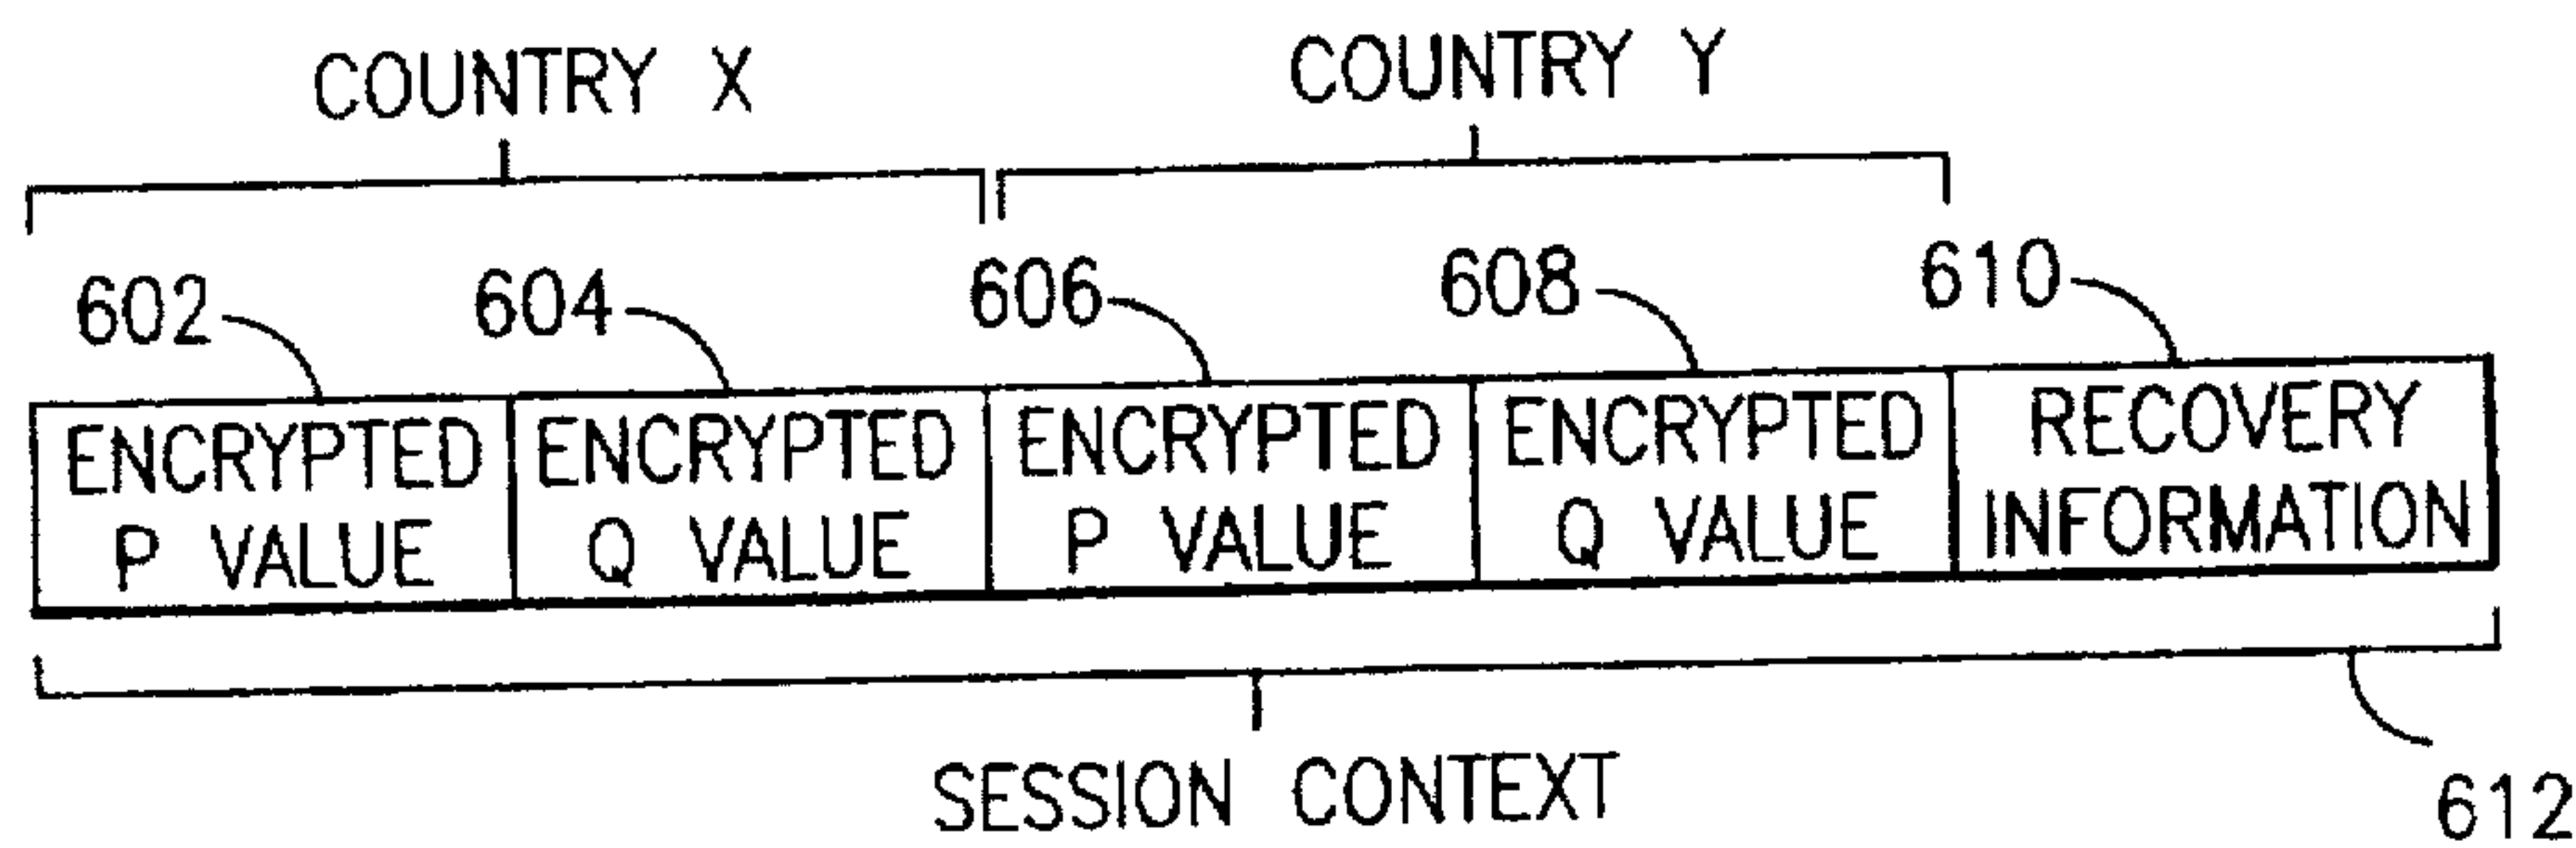 COUNTRY X
COUNTRY Y
602
604
606
608
610
ENCRYPTED
P VALUE
ENCRYPTED
Q VALUE
ENCRYPTED
P VALUE
ENCRYPTED
Q VALUE
RECOVERY
INFORMATION
SESSION CONTEXT
612